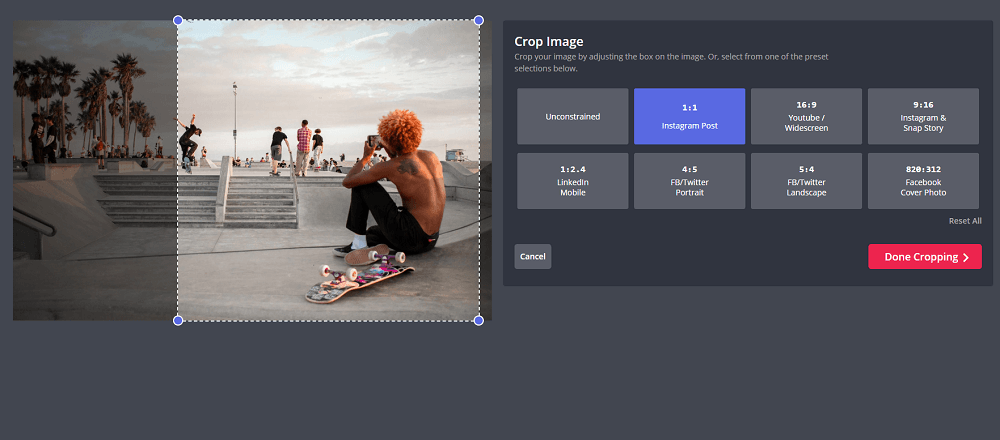 Crop Image
Crop your image by adjusting the box on the image. Or, select from one of the preset
selections below.
Unconstrained
1:1
Instagram Post
16:9
Youtube /
Widescreen
9:16
Instagram &
Snap Story
1:2.4
LinkedIn
Mobile
4:5
FB/Twitter
Portrait
5:4
FB/Twitter
Landscape
820:312
Facebook
Cover Photo
Reset All
Cancel
Done Cropping